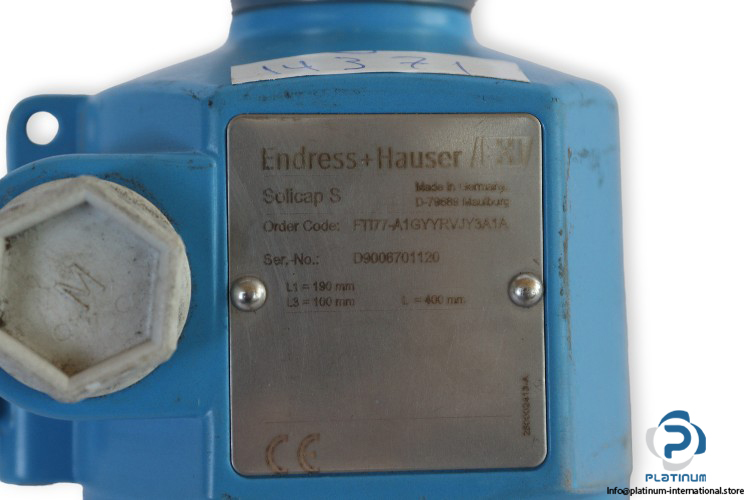 14371
Endress+Hauser EH
Solicap S
Made in Germany,
D-79689 Maulburg
Order Code: FTI77-A1GYYRVJY3A1A
Ser.-No.: D9006701120
L1 = 190 mm
L3 = 100 mm L = 400 mm
M
CE
PLATINUM
Info@platinum-international.store